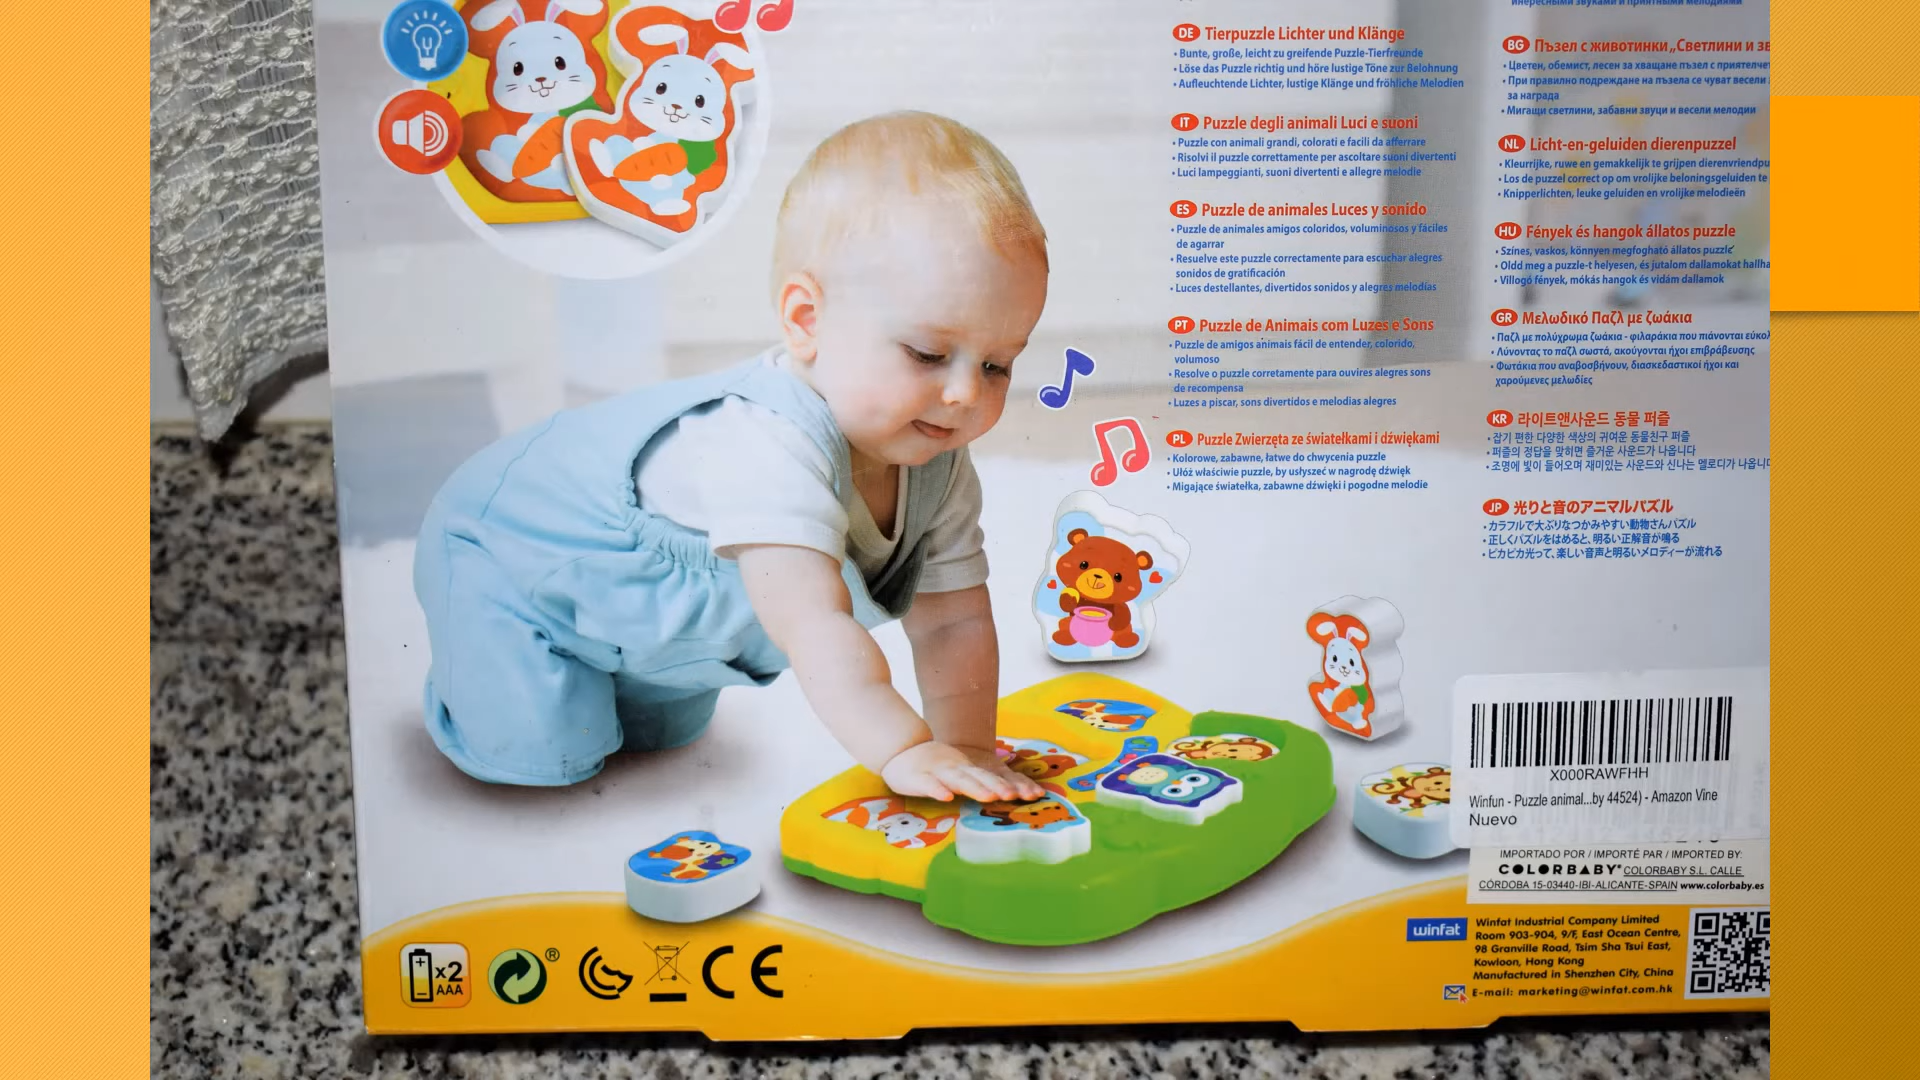 DE Tierpuzzle Lichter und Klänge
• Bunte, große, leicht zu greifende Puzzle-Tierfreunde
• Löse das Puzzle richtig und höre lustige Töne zur Belohnung
• Aufleuchtende Lichter, lustige Klänge und fröhliche Melodien
IT Puzzle degli animali Luci e suoni
• Puzzle con animali grandi, colorati e facili da afferrare
• Risolvi il puzzle correttamente per ascoltare suoni divertenti
• Luci lampeggianti, suoni divertenti e allegre melodie
ES Puzzle de animales Luces y sonido
• Puzzle de animales amigos coloridos, voluminosos y fáciles
de agarrar
• Resuelve este puzzle correctamente para escuchar alegres
sonidos de gratificación
• Luces destellantes, divertidos sonidos y alegres melodías
PT Puzzle de Animais com Luzes e Sons
• Puzzle de amigos animais fácil de entender, colorido,
volumoso
• Resolve o puzzle corretamente para ouvires alegres sons
de recompensa
• Luzes a piscar, sons divertidos e melodias alegres
PL Puzzle Zwierzęta ze światełkami i dźwiękami
• Kolorowe, zabawne, łatwe do chwycenia puzzle
• Ułóż właściwie puzzle, by usłyszeć w nagrodę dźwięk
• Migające światełka, zabawne dźwięki i pogodne melodie
интересными звуками и приятными мелодиями
BG Пъзел с животинки „Светлини и
• Цветен, обемист, лесен за хващане пъзел с
• При правилно подреждане на пъзела се чуват весели
за награда
• Мигащи светлини, забавни звуци и весели мелодии
NL Licht-en-geluiden dierenpuzzel
• Kleurrijke, ruwe en gemakkelijk te grijpen
• Los de puzzel correct op om vrolijke beloningsgeluiden te
• Knipperlichten, leuke geluiden en vrolijke melodieën
HU Fények és hangok állatos puzzle
• Színes, vaskos, könnyen megfogható állatos puzzle
• Oldd meg a puzzle-t helyesen, és jutalom dallamokat
• Villogó fények, mókás hangok és vidám dallamok
GR Μελωδικό Παζλ με ζωάκια
• Παζλ με πολύχρωμα ζωάκια - φιλαράκια που πιάνονται
• Λύνοντας το παζλ σωστά, ακούγονται ήχοι επιβράβευσης
• Φωτάκια που αναβοσβήνουν, διασκεδαστικοί ήχοι και
χαρούμενες μελωδίες
KR 라이트앤사운드 동물 퍼즐
• 잡기 편한 다양한 색상의 귀여운 동물친구 퍼즐
• 퍼즐의 정답을 맞히면 즐거운 사운드가 나옵니다
• 조명에 빛이 들어오며 재미있는 사운드와 신나는 멜로디가
JP 光りと音のアニマルパズル
• カラフルで大ぶりなつかみやすい動物さんパズル
• 正しくパズルをはめると、明るい正解音が鳴る
• ピカピカ光って、楽しい音声と明るいメロディーが流れる
X000RAWFHH
Winfun - Puzzle animal...by 44524) - Amazon Vine
Nuevo
IMPORTADO POR / IMPORTÉ PAR / IMPORTED BY:
COLORBABY® COLORBABY S.L. CALLE
CÓRDOBA 15-03440-IBI-ALICANTE-SPAIN www.colorbaby.es
winfat
Winfat Industrial Company Limited
Room 903-904, 9/F, East Ocean Centre,
98 Granville Road, Tsim Sha Tsui East,
Kowloon, Hong Kong
Manufactured in Shenzhen City, China
E-mail: marketing@winfat.com.hk
x2
AAA
®
CE